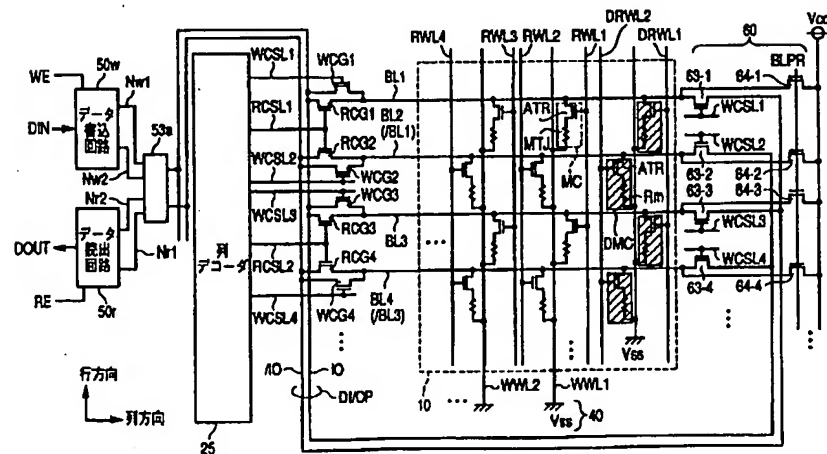 DRWL2
RWL4 RWL3 RWL2 RWL1 DRWL1 60 BLPR
WCSL1 WCG1 BL1 63-1 64-1
WE 50w Nw1
データ書込回路
DIN 53a
RCSL1 RCG1 BL2 (/BL1) ATR MTJ WCSL1
RCG2 WCSL2
WCSL2 WCG2 MC ATR 63-2 64-2
Nw2 WCSL3 WCG3 63-3 64-3
Nr2 RCG3 BL3 Rm
DOUT データ読出回路 列デコーダ DMC WCSL3
Nr1 RCSL2 RCG4 WCSL4
RE 50r WCSL4 WCG4 BL4 (/BL3) 63-4 64-4
Vss
/IO IO
行方向 列方向 DI/OP 10 WWL2 WWL1
25 Vss 40